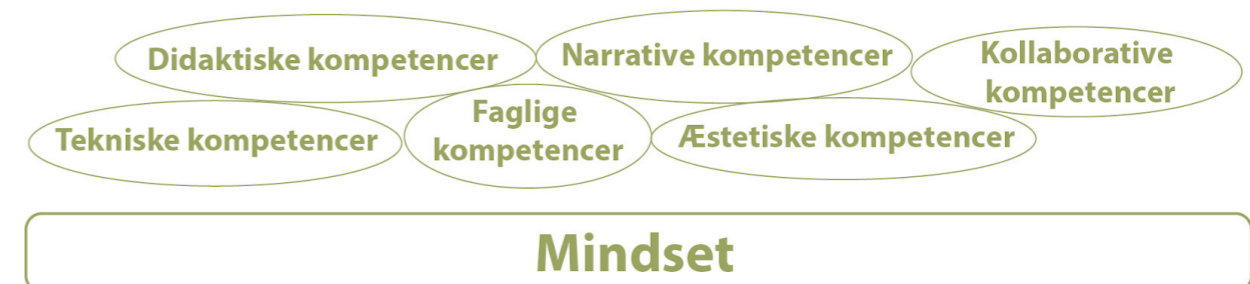 Didaktiske kompetencer
Narrative kompetencer
Kollaborative
kompetencer
Tekniske kompetencer
Faglige
kompetencer
Æstetiske kompetencer
Mindset